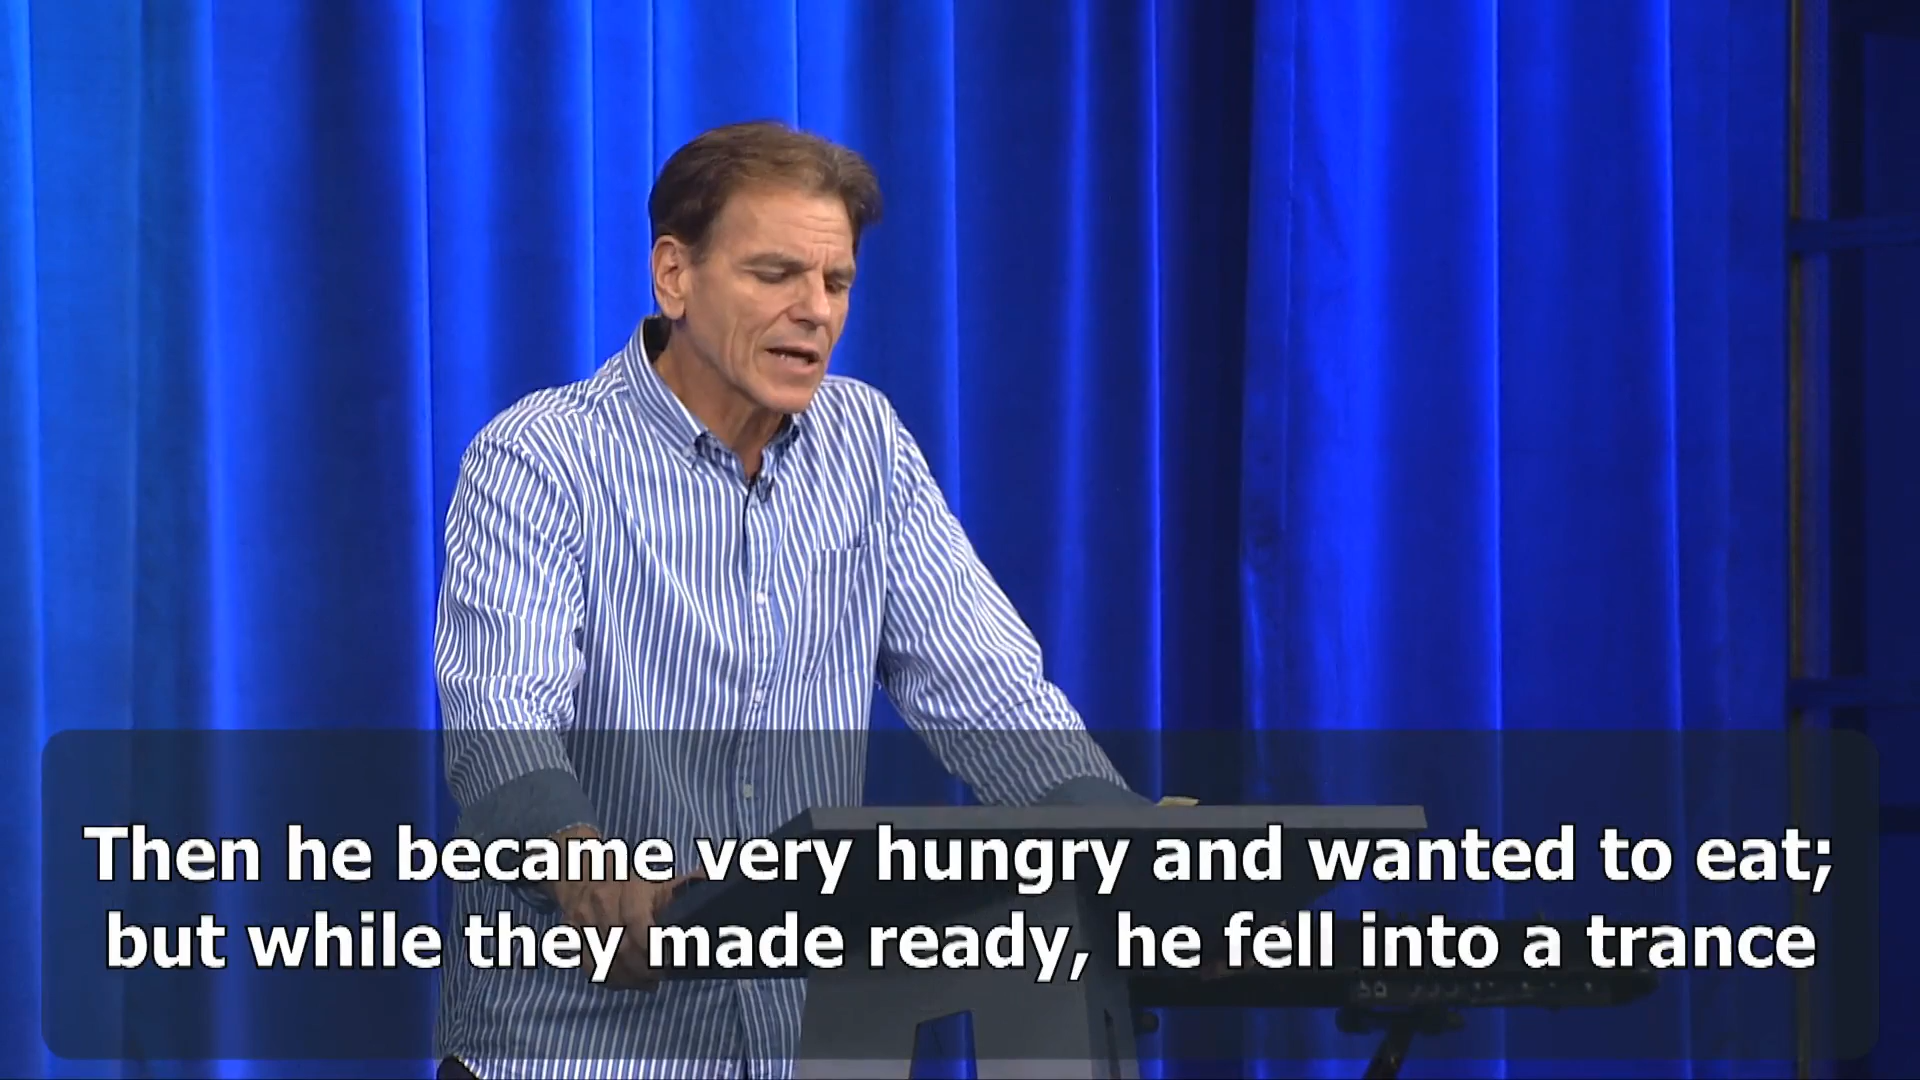 Then he became very hungry and wanted to eat;
but while they made ready, he fell into a trance